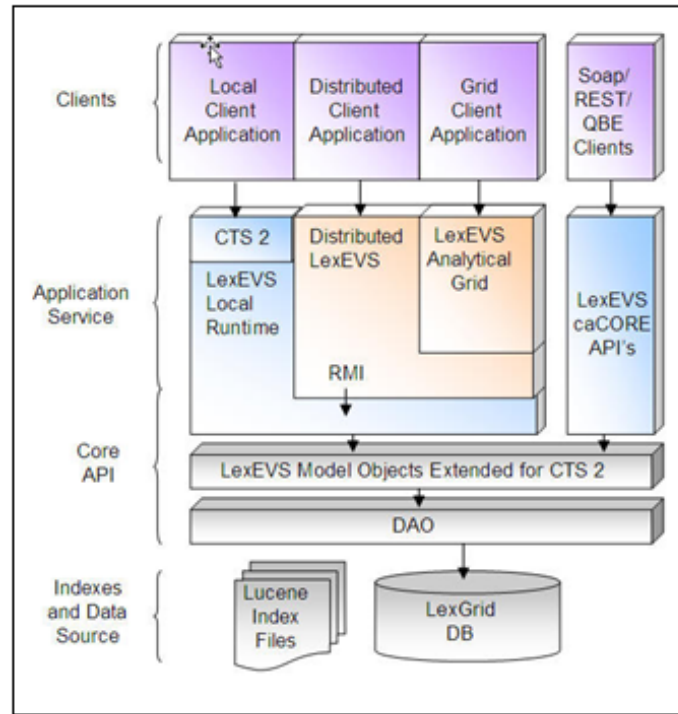 Clients
Local
Client
Application
Distributed
Client
Application
Grid
Client
Application
Soap/
REST/
QBE
Clients
Application
Service
CTS 2
LexEVS
Local
Runtime
Distributed
LexEVS
RMI
LexEVS
Analytical
Grid
LexEVS
caCORE
API's
Core
API
LexEVS Model Objects Extended for CTS 2
DAO
Indexes
and Data
Source
Lucene
Index
Files
LexGrid
DB